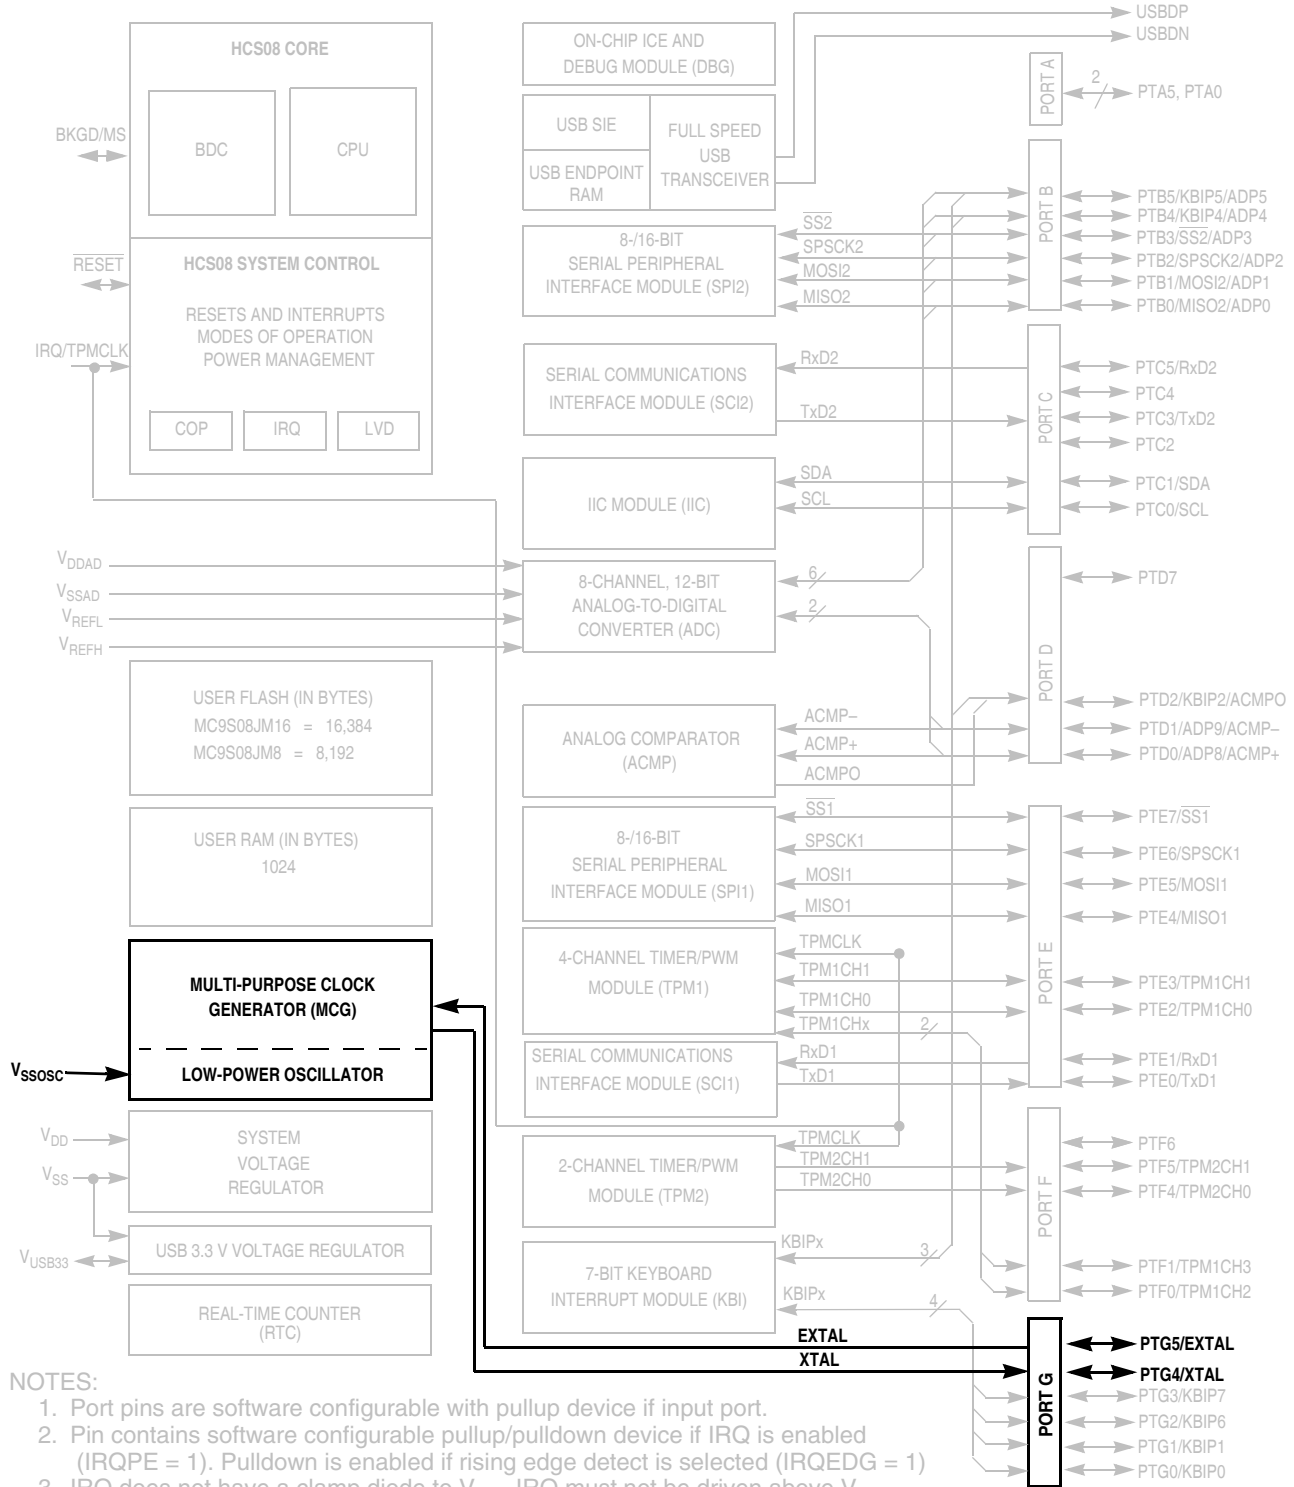 HCS08 CORE
BDC
CPU
BKGD/MS
RESET
HCS08 SYSTEM CONTROL
RESETS AND INTERRUPTS
MODES OF OPERATION
POWER MANAGEMENT
IRQ/TPMCLK
COP
IRQ
LVD
VDDAD
VSSAD
VREFL
VREFH
USER FLASH (IN BYTES)
MC9S08JM16 = 16,384
MC9S08JM8 = 8,192
USER RAM (IN BYTES)
1024
MULTI-PURPOSE CLOCK
GENERATOR (MCG)
LOW-POWER OSCILLATOR
VSSOSC
VDD
VSS
SYSTEM
VOLTAGE
REGULATOR
VUSB33
USB 3.3 V VOLTAGE REGULATOR
REAL-TIME COUNTER
(RTC)
ON-CHIP ICE AND
DEBUG MODULE (DBG)
USB SIE
USB ENDPOINT
RAM
FULL SPEED
USB
TRANSCEIVER
USBDP
USBDN
8-/16-BIT
SERIAL PERIPHERAL
INTERFACE MODULE (SPI2)
SS2
SPSCK2
MOSI2
MISO2
SERIAL COMMUNICATIONS
INTERFACE MODULE (SCI2)
RxD2
TxD2
IIC MODULE (IIC)
SDA
SCL
8-CHANNEL, 12-BIT
ANALOG-TO-DIGITAL
CONVERTER (ADC)
6
2
ANALOG COMPARATOR
(ACMP)
ACMP–
ACMP+
ACMPO
8-/16-BIT
SERIAL PERIPHERAL
INTERFACE MODULE (SPI1)
SS1
SPSCK1
MOSI1
MISO1
4-CHANNEL TIMER/PWM
MODULE (TPM1)
TPMCLK
TPM1CH1
TPM1CH0
TPM1CHx
2
SERIAL COMMUNICATIONS
INTERFACE MODULE (SCI1)
RxD1
TxD1
2-CHANNEL TIMER/PWM
MODULE (TPM2)
TPMCLK
TPM2CH1
TPM2CH0
7-BIT KEYBOARD
INTERRUPT MODULE (KBI)
KBIPx
3
KBIPx
4
EXTAL
XTAL
PORT A
2
PTA5, PTA0
PORT B
PTB5/KBIP5/ADP5
PTB4/KBIP4/ADP4
PTB3/SS2/ADP3
PTB2/SPSCK2/ADP2
PTB1/MOSI2/ADP1
PTB0/MISO2/ADP0
PORT C
PTC5/RxD2
PTC4
PTC3/TxD2
PTC2
PTC1/SDA
PTC0/SCL
PORT D
PTD7
PTD2/KBIP2/ACMPO
PTD1/ADP9/ACMP–
PTD0/ADP8/ACMP+
PORT E
PTE7/SS1
PTE6/SPSCK1
PTE5/MOSI1
PTE4/MISO1
PTE3/TPM1CH1
PTE2/TPM1CH0
PTE1/RxD1
PTE0/TxD1
PORT F
PTF6
PTF5/TPM2CH1
PTF4/TPM2CH0
PTF1/TPM1CH3
PTF0/TPM1CH2
PORT G
PTG5/EXTAL
PTG4/XTAL
PTG3/KBIP7
PTG2/KBIP6
PTG1/KBIP1
PTG0/KBIP0
NOTES:
1. Port pins are software configurable with pullup device if input port.
2. Pin contains software configurable pullup/pulldown device if IRQ is enabled
(IRQPE = 1). Pulldown is enabled if rising edge detect is selected (IRQEDG = 1)
3. IRQ does not have a clamp diode to V IRQ must not be driven above V